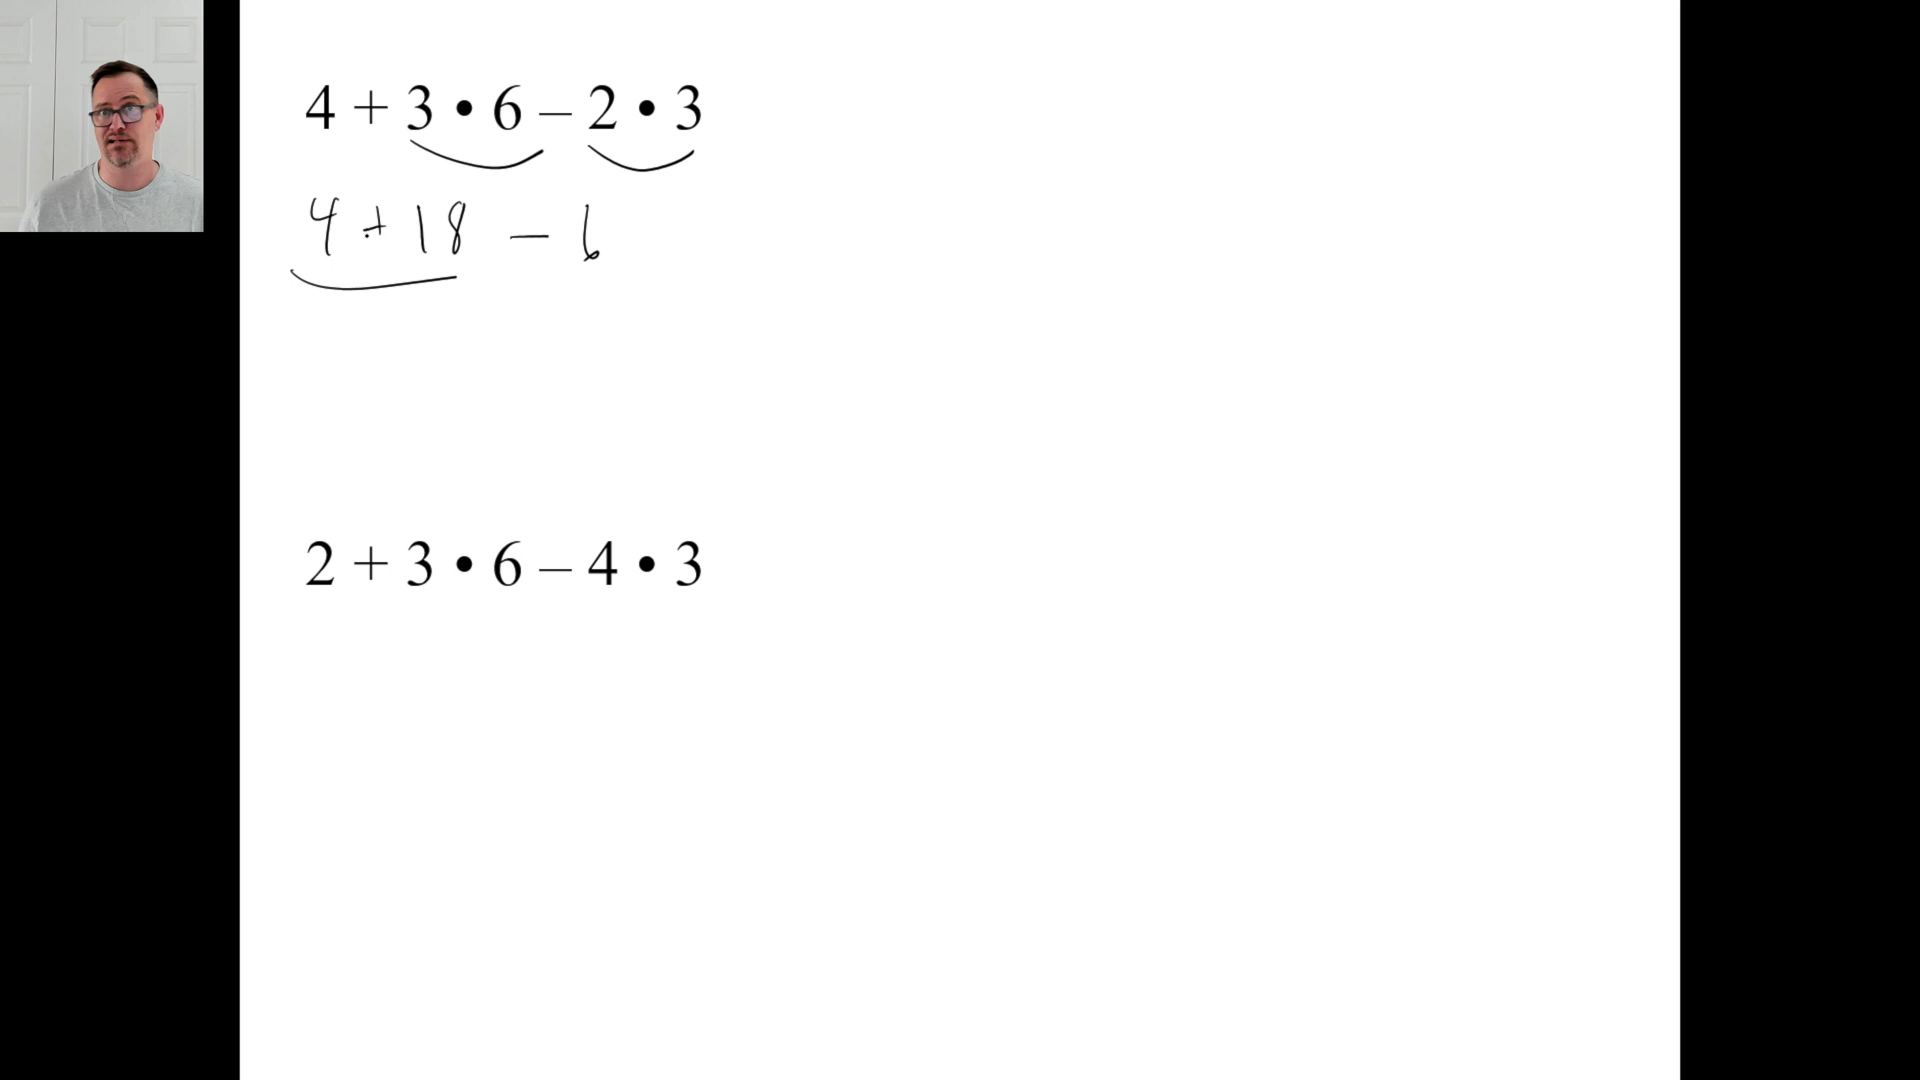 4 + 3 • 6 – 2 • 3
4 + 18 – 6
2 + 3 • 6 – 4 • 3